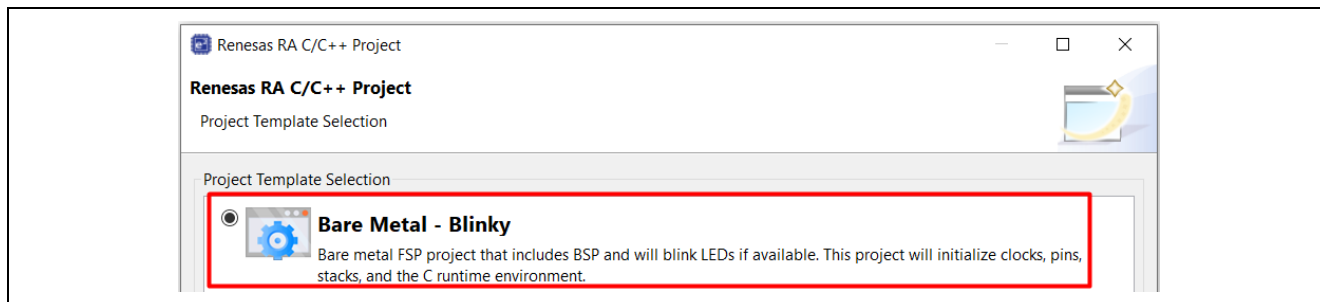 Renesas RA C/C++ Project
Renesas RA C/C++ Project
Project Template Selection
Project Template Selection
Bare Metal - Blinky
Bare metal FSP project that includes BSP and will blink LEDs if available. This project will initialize clocks, pins,
stacks, and the C runtime environment.